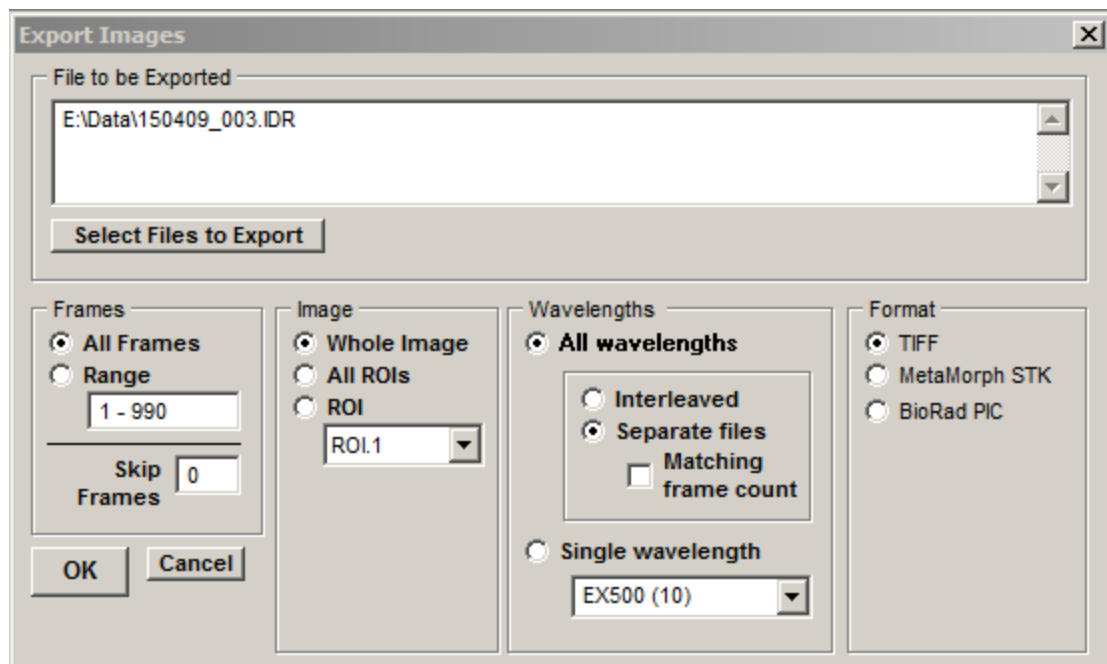 Export Images
File to be Exported
E:\Data\150409_003.IDR
Select Files to Export
Frames
All Frames
Range
1 - 990
Skip
Frames
0
OK
Cancel
Image
Whole Image
All ROIs
ROI
ROI.1
Wavelengths
All wavelengths
Interleaved
Separate files
Matching
frame count
Single wavelength
EX500 (10)
Format
TIFF
MetaMorph STK
BioRad PIC